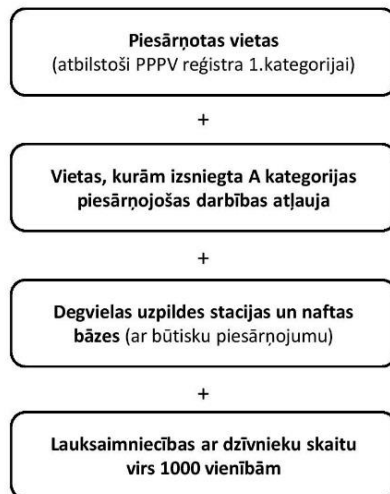 Piesārņotas vietas
(atbilstoši PPPV reģistra 1.kategorijai)
+
Vietas, kurām izsniegta A kategorijas
piesārņojošas darbības atļauja
+
Degvielas uzpildes stacijas un naftas
bāzes (ar būtisku piesārņojumu)
+
Lauksaimniecības ar dzīvnieku skaitu
virs 1000 vienībām